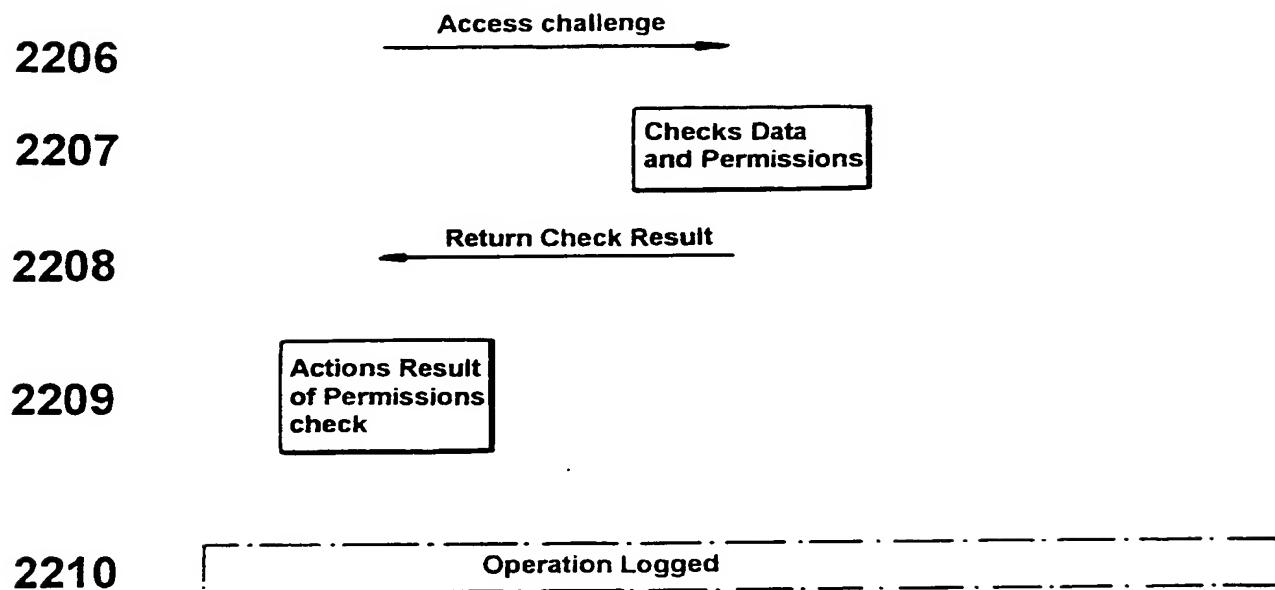 2206
Access challenge
2207
Checks Data
and Permissions
2208
Return Check Result
2209
Actions Result
of Permissions
check
2210
Operation Logged